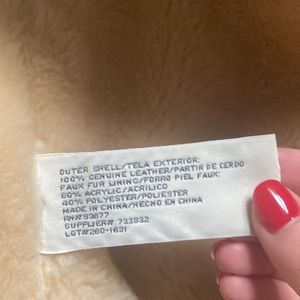 OUTER SHELL/TELA EXTERIOR:
100% GENUINE LEATHER/PARTIR DE CERDO
FAUX FUR LINING/FORRO PIEL FAUX:
60% ACRYLIC/ACRILICO
40% POLYESTER/POLIESTER
MADE IN CHINA/HECHO EN CHINA
RN#93677
SUPPLIER# 733932
LOT#260-1631